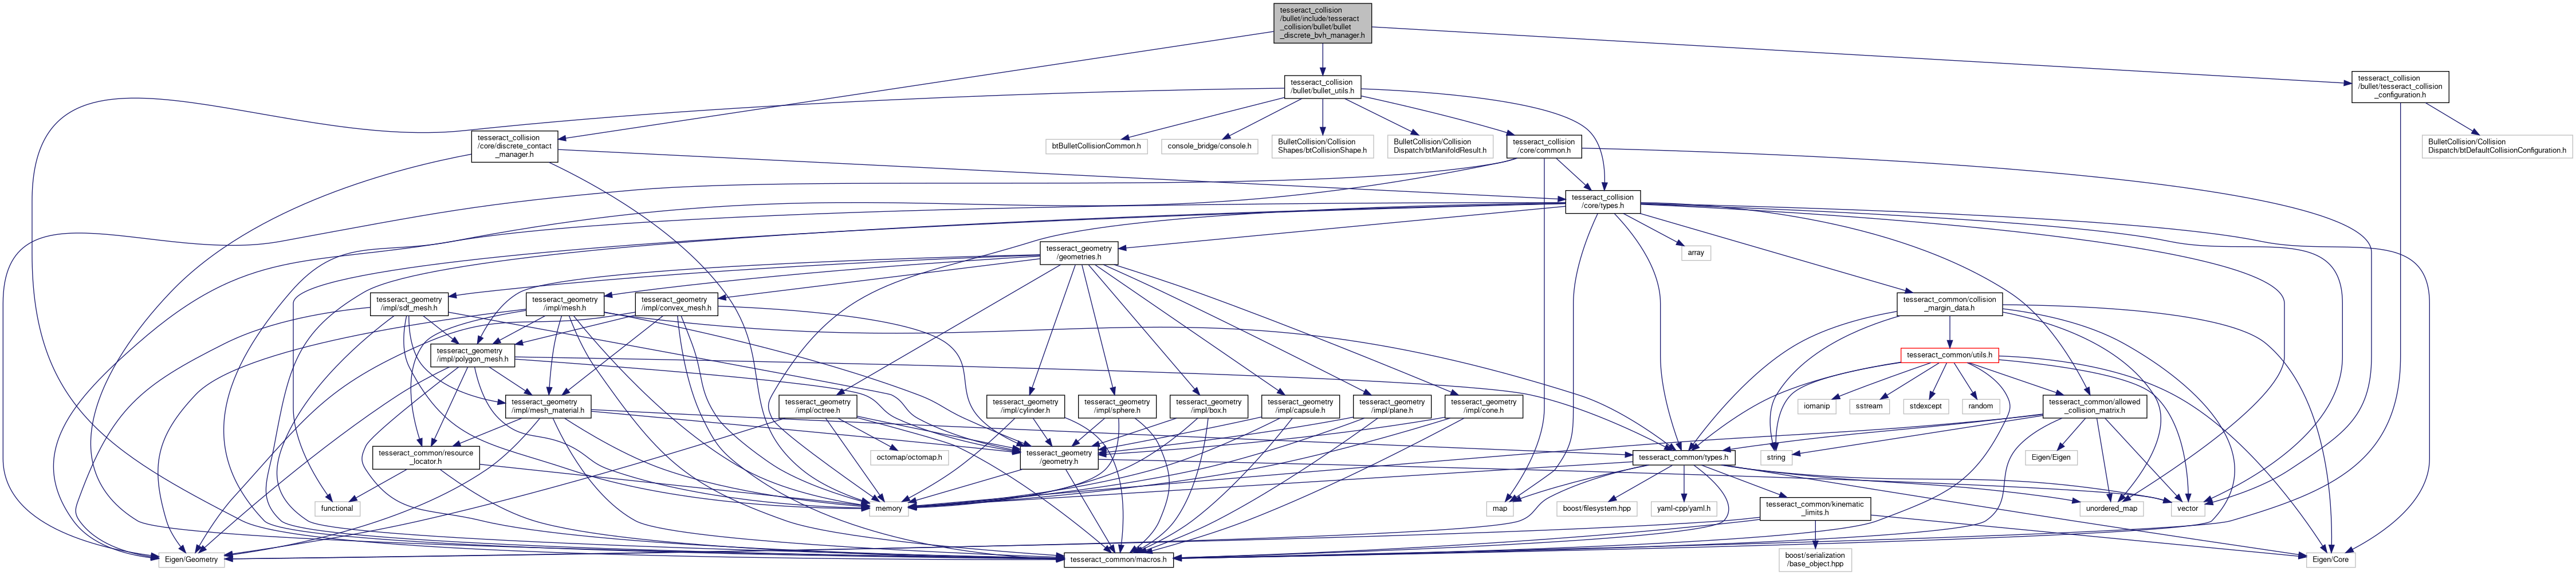 tesseract_collision
/bullet/include/tesseract
_collision/bullet/bullet
_discrete_bvh_manager.h
tesseract_collision
/bullet/bullet_utils.h
tesseract_collision
/bullet/tesseract_collision
_configuration.h
tesseract_collision
/core/discrete_contact
_manager.h
btBulletCollisionCommon.h
console_bridge/console.h
BulletCollision/Collision
Shapes/btCollisionShape.h
BulletCollision/Collision
Dispatch/btManifoldResult.h
tesseract_collision
/core/common.h
BulletCollision/Collision
Dispatch/btDefaultCollisionConfiguration.h
tesseract_collision
/core/types.h
tesseract_geometry
/geometries.h
array
tesseract_geometry
/impl/sdf_mesh.h
tesseract_geometry
/impl/mesh.h
tesseract_geometry
/impl/convex_mesh.h
tesseract_common/collision
_margin_data.h
tesseract_geometry
/impl/polygon_mesh.h
tesseract_common/utils.h
tesseract_geometry
/impl/mesh_material.h
tesseract_geometry
/impl/octree.h
tesseract_geometry
/impl/cylinder.h
tesseract_geometry
/impl/sphere.h
tesseract_geometry
/impl/box.h
tesseract_geometry
/impl/capsule.h
tesseract_geometry
/impl/plane.h
tesseract_geometry
/impl/cone.h
iomanip
sstream
stdexcept
random
tesseract_common/allowed
_collision_matrix.h
tesseract_common/resource
_locator.h
octomap/octomap.h
tesseract_geometry
/geometry.h
tesseract_common/types.h
string
Eigen/Eigen
functional
memory
map
boost/filesystem.hpp
yaml-cpp/yaml.h
tesseract_common/kinematic
_limits.h
unordered_map
vector
Eigen/Geometry
tesseract_common/macros.h
boost/serialization
/base_object.hpp
Eigen/Core